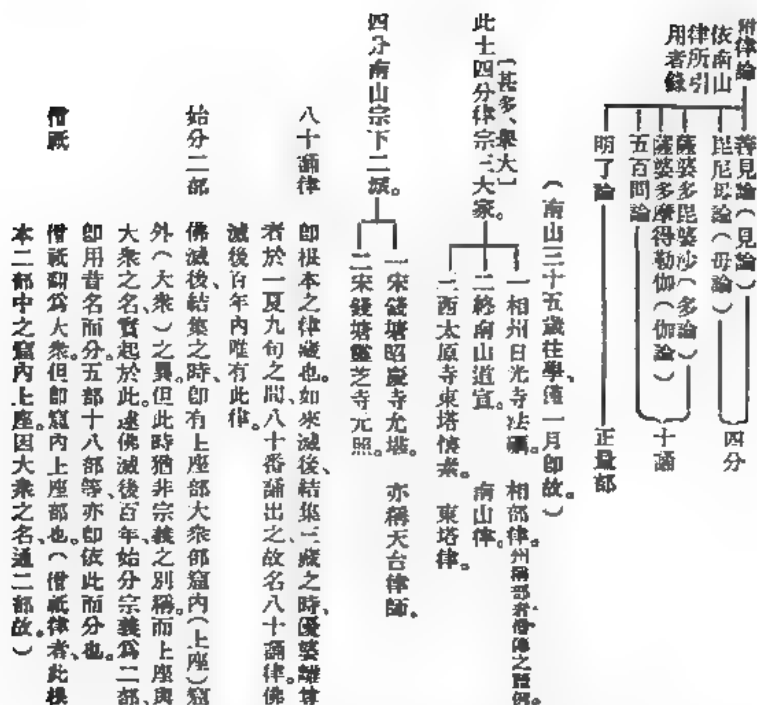 附律論
依南山
律所引
用者錄
善見論(見論)
毘尼母論(母論)
四分
薩婆多毘婆沙(多論)
薩婆多摩得勒伽(伽論)
五百問論
十誦
明了論
正量部
(南山三十五歲往學、
一月卽故。)
此土四分律宗三大家。
一相州日光寺法礪。 相部律。
二終南山道宣。 南山律。
三西太原寺東塔懷素。 東塔律。
四分南山宗下二派。
一宋錢塘昭慶寺允堪。 亦稱天台律師。
二宋錢塘靈芝寺元照。
八十誦律
卽根本之律藏也。如來滅後、結集三藏之時、優婆離尊
者於一夏九旬之間、八十番誦出之、故名八十誦律。佛
滅後百年內唯有此律。
始分二部
佛滅後、結集之時、卽有上座部大衆部窟內(上座)窟
外(大衆)之異。但此時猶非宗義之別稱。而上座與
大衆之名、實起於此。逮佛滅後百年、始分宗義爲二部、
卽用昔名而分。五部十八部等、亦卽依此而分也。
僧祇
僧祇翻爲大衆。但卽窟內上座部也。(僧祇律者、此根
本二部中之窟內上座。因大衆之名、通二部故。)